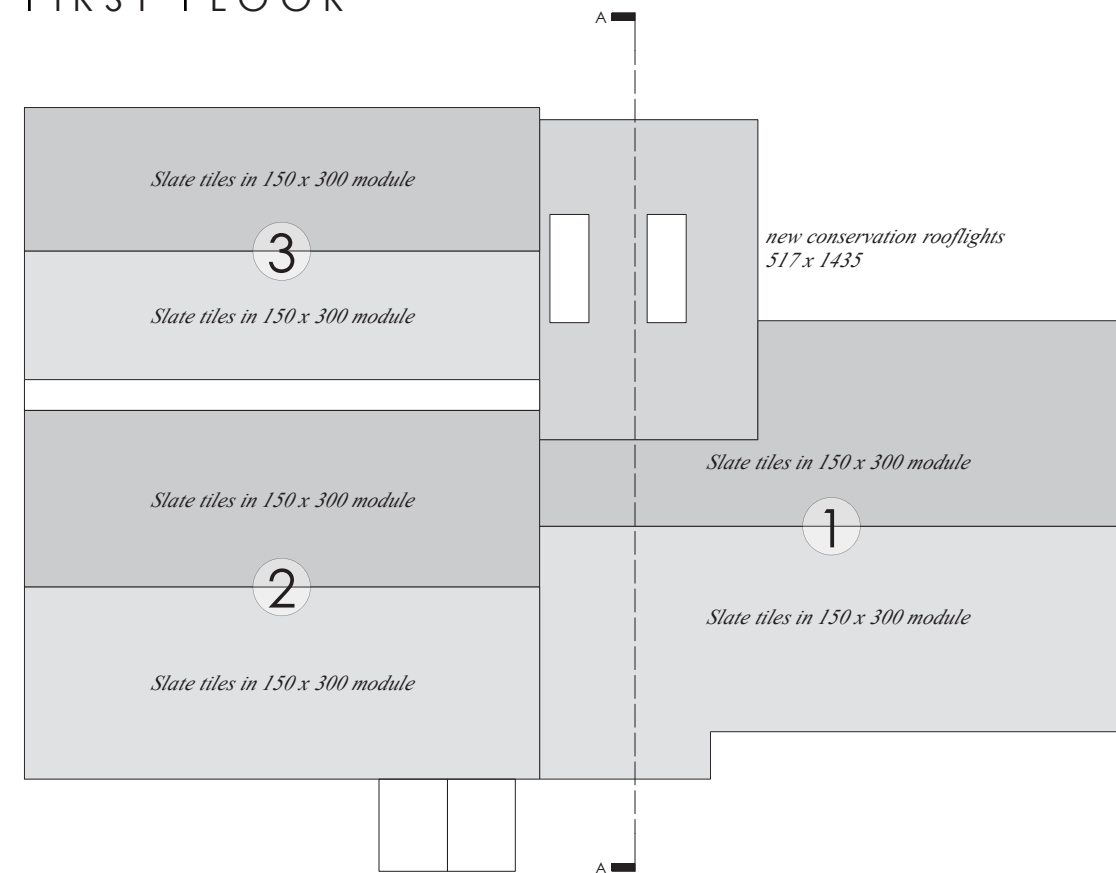 FIRST FLOOR
A
Slate tiles in 150 x 300 module
3
new conservation rooflights
517 x 1435
Slate tiles in 150 x 300 module
Slate tiles in 150 x 300 module
Slate tiles in 150 x 300 module
1
2
Slate tiles in 150 x 300 module
Slate tiles in 150 x 300 module
A